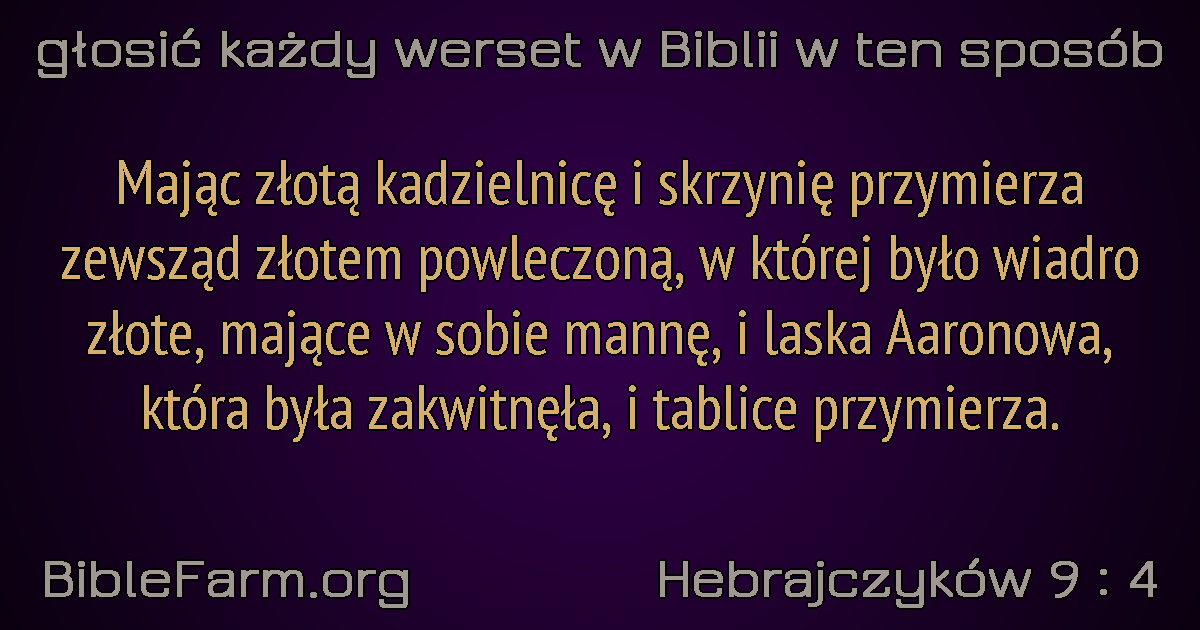 głosić każdy werset w Biblii w ten sposób
Mając złotą kadzielnicę i skrzynię przymierza
zewsząd złotem powleczoną, w której było wiadro
złote, mające w sobie mannę, i laska Aaronowa,
która była zakwitnęła, i tablice przymierza.
BibleFarm.org
Hebrajczyków 9 : 4